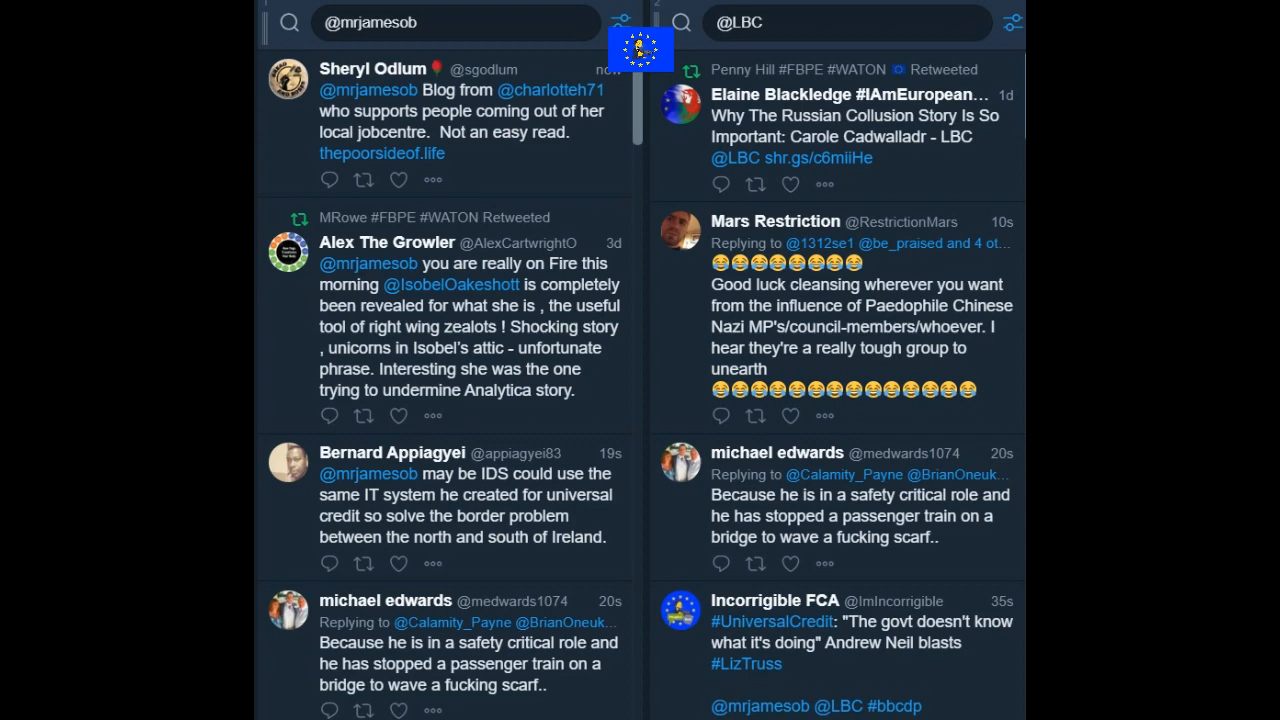 1
@mrjamesob
Sheryl Odlum🌹 @sgodlum now
@mrjamesob Blog from @charlotteh71
who supports people coming out of her
local jobcentre. Not an easy read.
thepoorsideof.life
MRowe #FBPE #WATON Retweeted
Alex The Growler @AlexCartwrightO 3d
@mrjamesob you are really on Fire this
morning @IsobelOakeshott is completely
been revealed for what she is , the useful
tool of right wing zealots ! Shocking story
, unicorns in Isobel's attic - unfortunate
phrase. Interesting she was the one
trying to undermine Analytica story.
Bernard Appiagyei @appiagyei83 19s
@mrjamesob may be IDS could use the
same IT system he created for universal
credit so solve the border problem
between the north and south of Ireland.
michael edwards @medwards1074 20s
Replying to @Calamity_Payne @BrianOneuk...
Because he is in a safety critical role and
he has stopped a passenger train on a
bridge to wave a fucking scarf..
2
@LBC
Penny Hill #FBPE #WATON 🇪🇺 Retweeted
Elaine Blackledge #IAmEuropean... 1d
Why The Russian Collusion Story Is So
Important: Carole Cadwalladr - LBC
@LBC shr.gs/c6miiHe
Mars Restriction @RestrictionMars 10s
Replying to @1312se1 @be_praised and 4 ot...
😂😂😂😂😂😂😂😂
Good luck cleansing wherever you want
from the influence of Paedophile Chinese
Nazi MP's/council-members/whoever. I
hear they're a really tough group to
unearth
😂😂😂😂😂😂😂😂😂😂😂😂😂😂
michael edwards @medwards1074 20s
Replying to @Calamity_Payne @BrianOneuk...
Because he is in a safety critical role and
he has stopped a passenger train on a
bridge to wave a fucking scarf..
Incorrigible FCA @ImIncorrigible 35s
#UniversalCredit: "The govt doesn't know
what it's doing" Andrew Neil blasts
#LizTruss
@mrjamesob @LBC #bbcdp